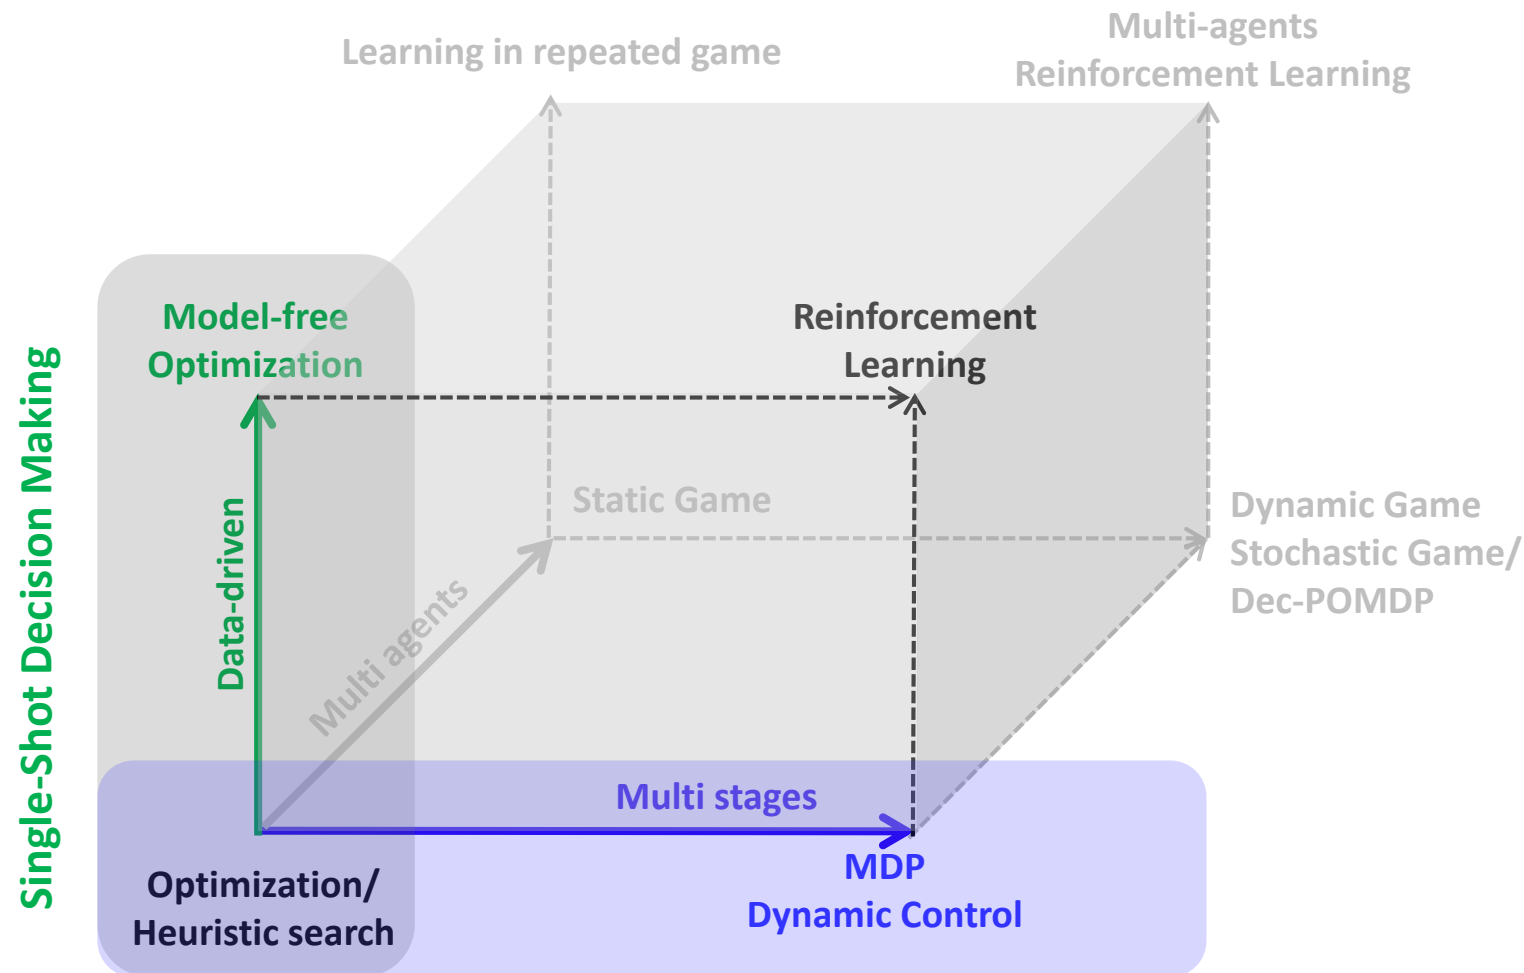 Multi-agents
Reinforcement Learning
Learning in repeated game
Model-free
Optimization
Reinforcement
Learning
Single-Shot Decision Making
Data-driven
Static Game
Multi agents
Dynamic Game
Stochastic Game/
Dec-POMDP
Multi stages
Optimization/
Heuristic search
MDP
Dynamic Control